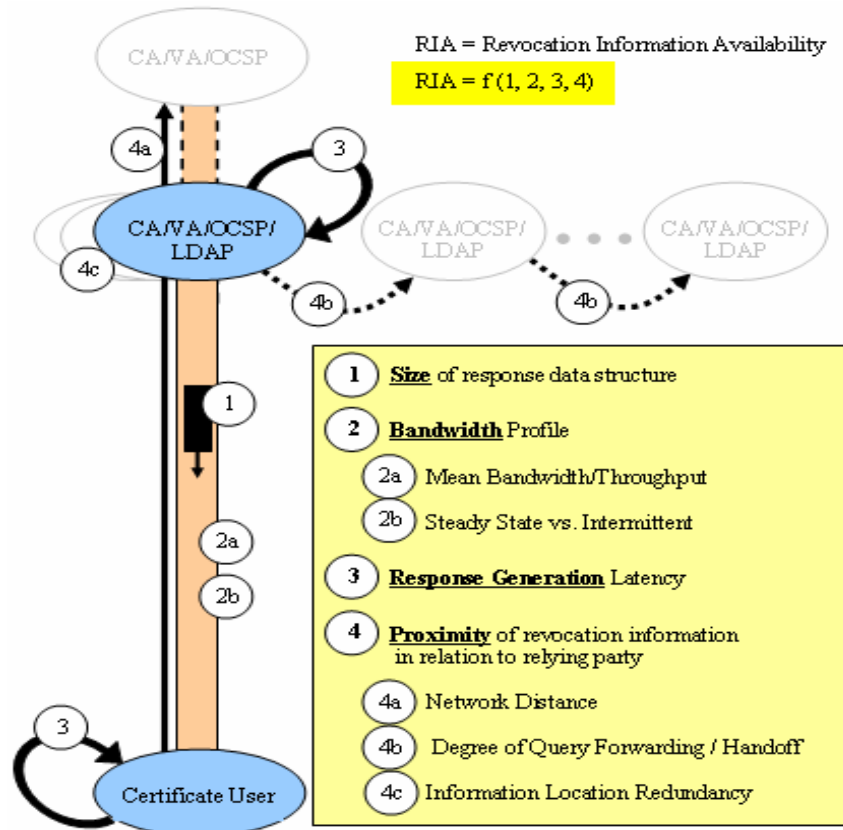 CA/VA/OCSP
RIA = Revocation Information Availability
RIA = f (1, 2, 3, 4)
4a
3
CA/VA/OCSP/
LDAP
CA/VA/OCSP/
LDAP
CA/VA/OCSP/
LDAP
4c
4b
4b
1
2a
2b
3
Certificate User
1 Size of response data structure
2 Bandwidth Profile
2a Mean Bandwidth/Throughput
2b Steady State vs. Intermittent
3 Response Generation Latency
4 Proximity of revocation information
in relation to relying party
4a Network Distance
4b Degree of Query Forwarding / Handoff
4c Information Location Redundancy